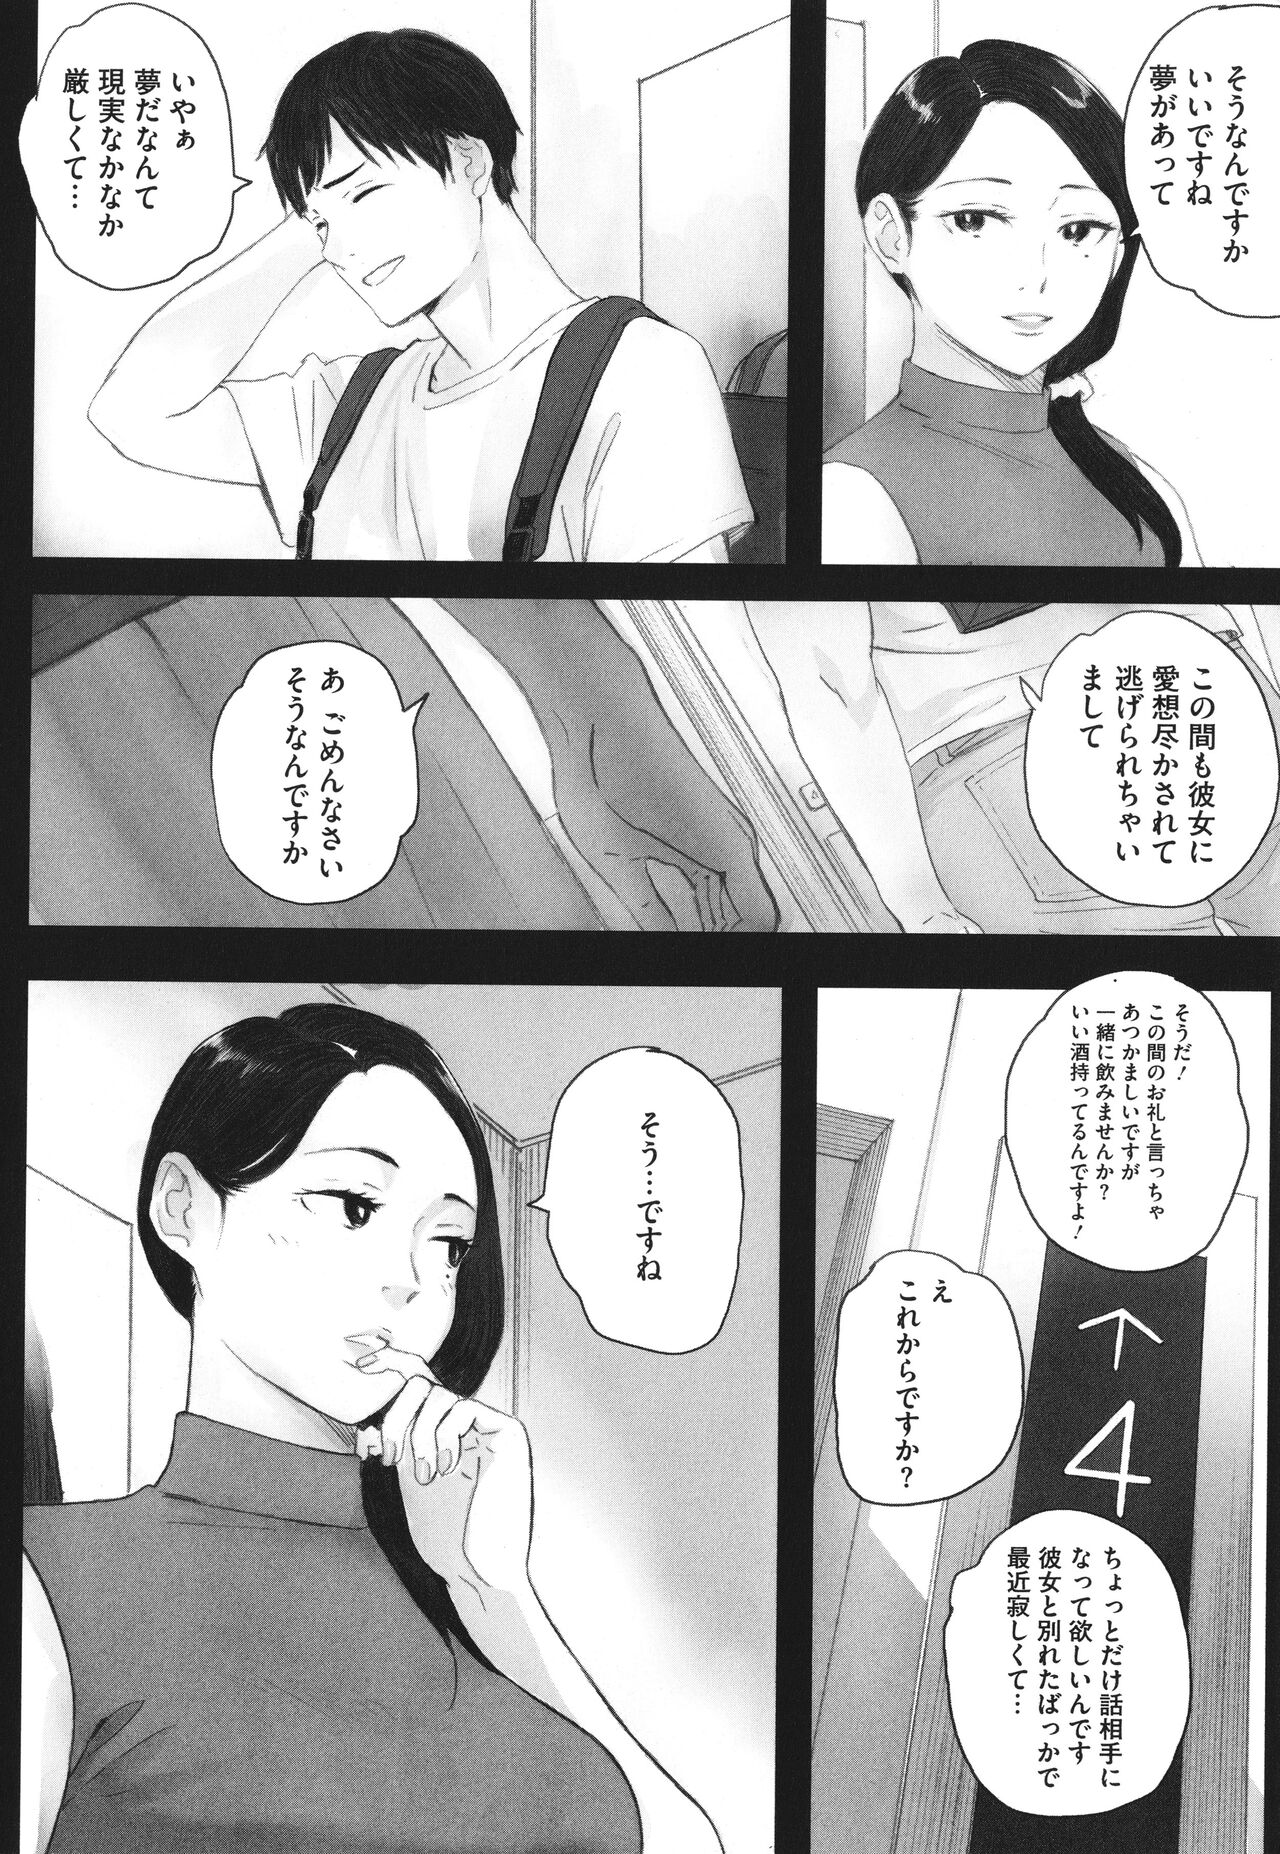 そうなんですか
いいですね
夢があって
いやぁ
夢だなんて
現実なかなか
厳しくて…
この間も彼女に
愛想尽かされて
逃げられちゃい
まして
あ ごめんなさい
そうなんですか
そうだ!
この間のお礼と言っちゃ
あつかましいですが
一緒に飲みませんか?
いい酒持ってるんですよ!
え
これからですか?
↑
4
ちょっとだけ話相手に
なって欲しいんです
彼女と別れたばっかで
最近寂しくて…
そう…ですね